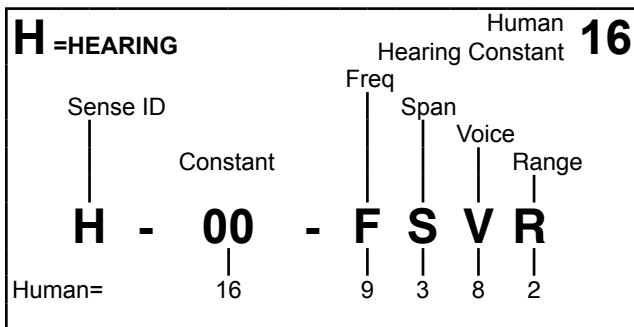 H =HEARING
Human
Hearing Constant 16
Freq
Sense ID
Span
Voice
Constant
Range
H - 00 - F S V R
Human= 16 9 3 8 2